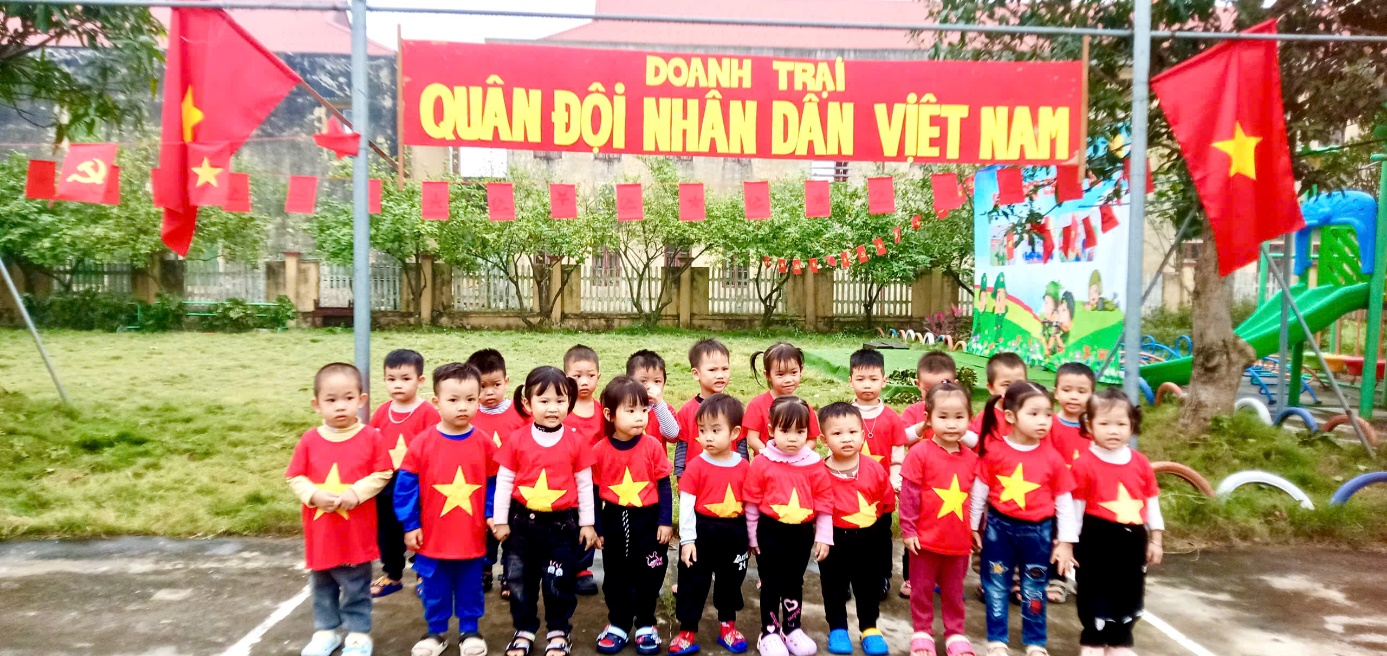 DOANH TRẠI
QUÂN ĐỘI NHÂN DÂN VIỆT NAM